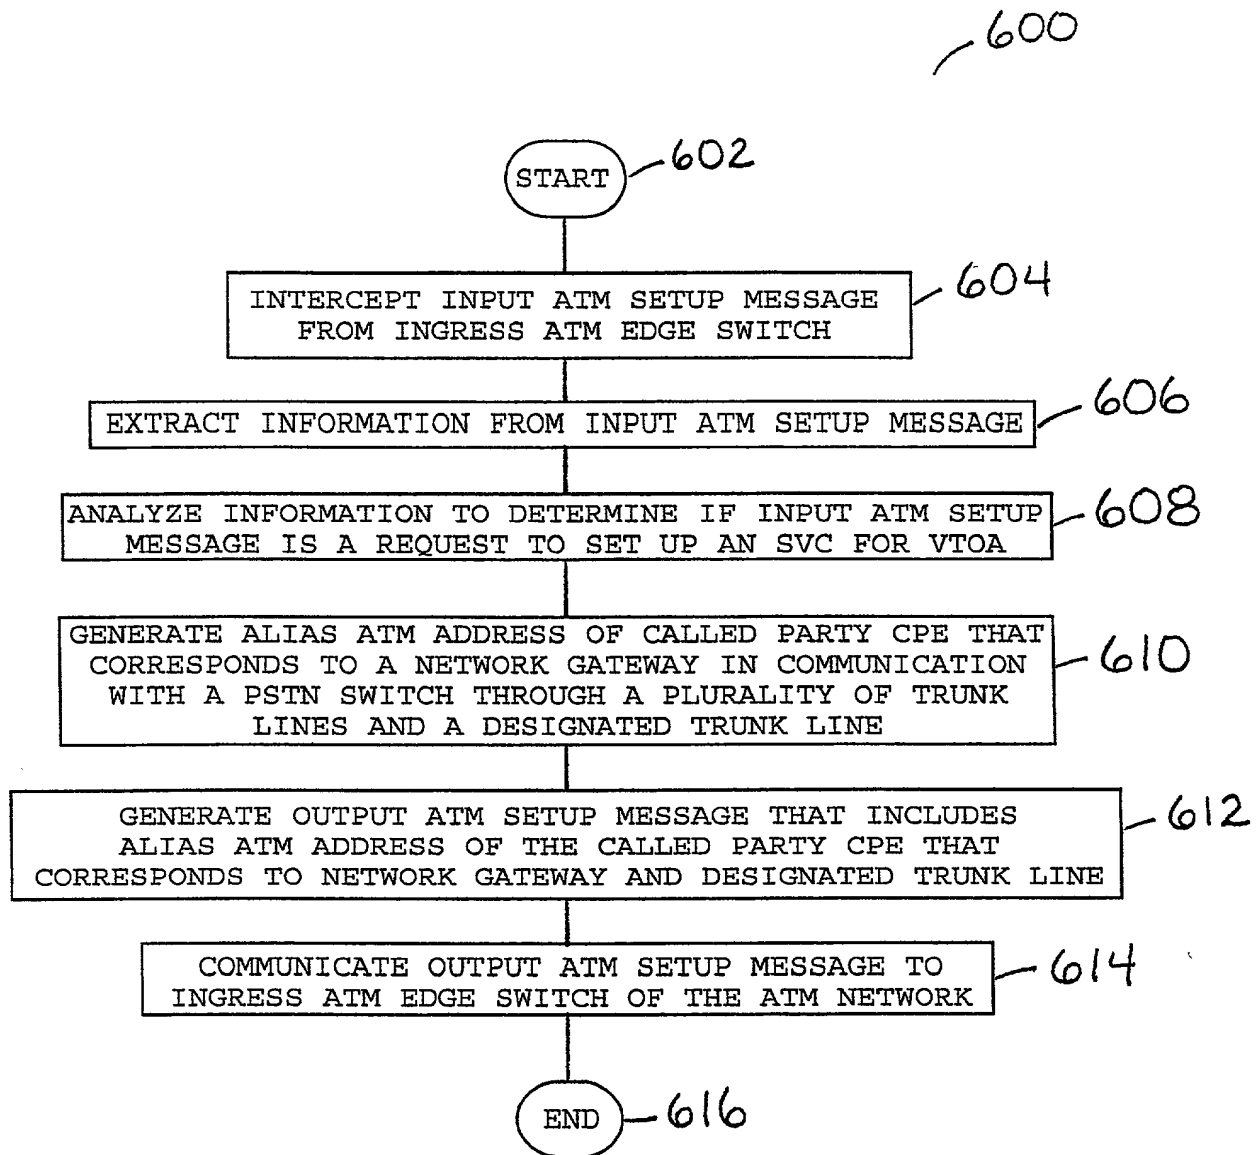 600
START
602
INTERCEPT INPUT ATM SETUP MESSAGE
FROM INGRESS ATM EDGE SWITCH
604
EXTRACT INFORMATION FROM INPUT ATM SETUP MESSAGE
606
ANALYZE INFORMATION TO DETERMINE IF INPUT ATM SETUP
MESSAGE IS A REQUEST TO SET UP AN SVC FOR VTOA
608
GENERATE ALIAS ATM ADDRESS OF CALLED PARTY CPE THAT
CORRESPONDS TO A NETWORK GATEWAY IN COMMUNICATION
WITH A PSTN SWITCH THROUGH A PLURALITY OF TRUNK
LINES AND A DESIGNATED TRUNK LINE
610
GENERATE OUTPUT ATM SETUP MESSAGE THAT INCLUDES
ALIAS ATM ADDRESS OF THE CALLED PARTY CPE THAT
CORRESPONDS TO NETWORK GATEWAY AND DESIGNATED TRUNK LINE
612
COMMUNICATE OUTPUT ATM SETUP MESSAGE TO
INGRESS ATM EDGE SWITCH OF THE ATM NETWORK
614
END
616